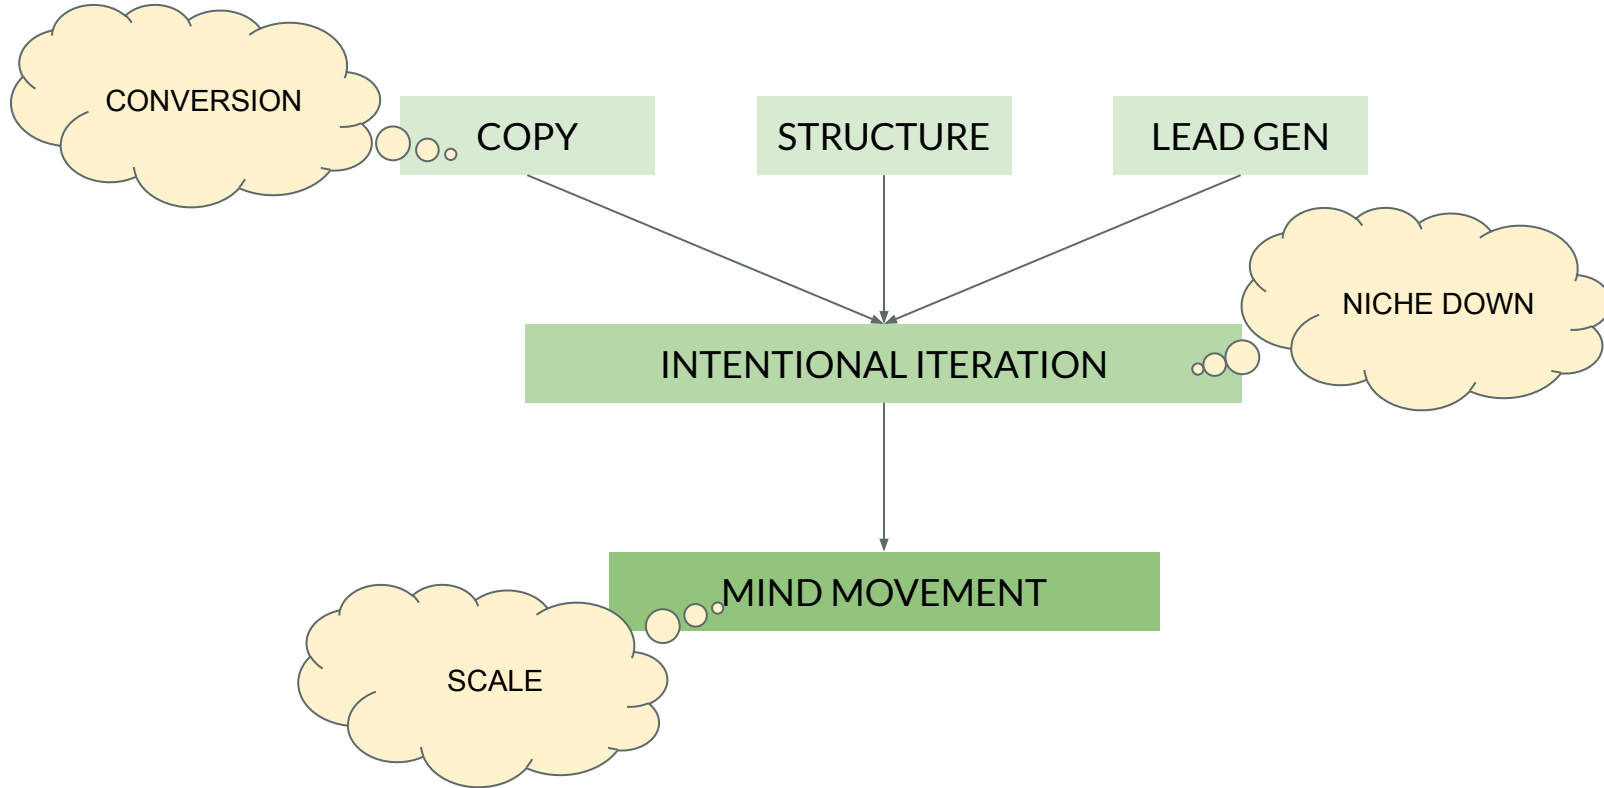 CONVERSION
COPY
STRUCTURE
LEAD GEN
NICHE DOWN
INTENTIONAL ITERATION
MIND MOVEMENT
SCALE